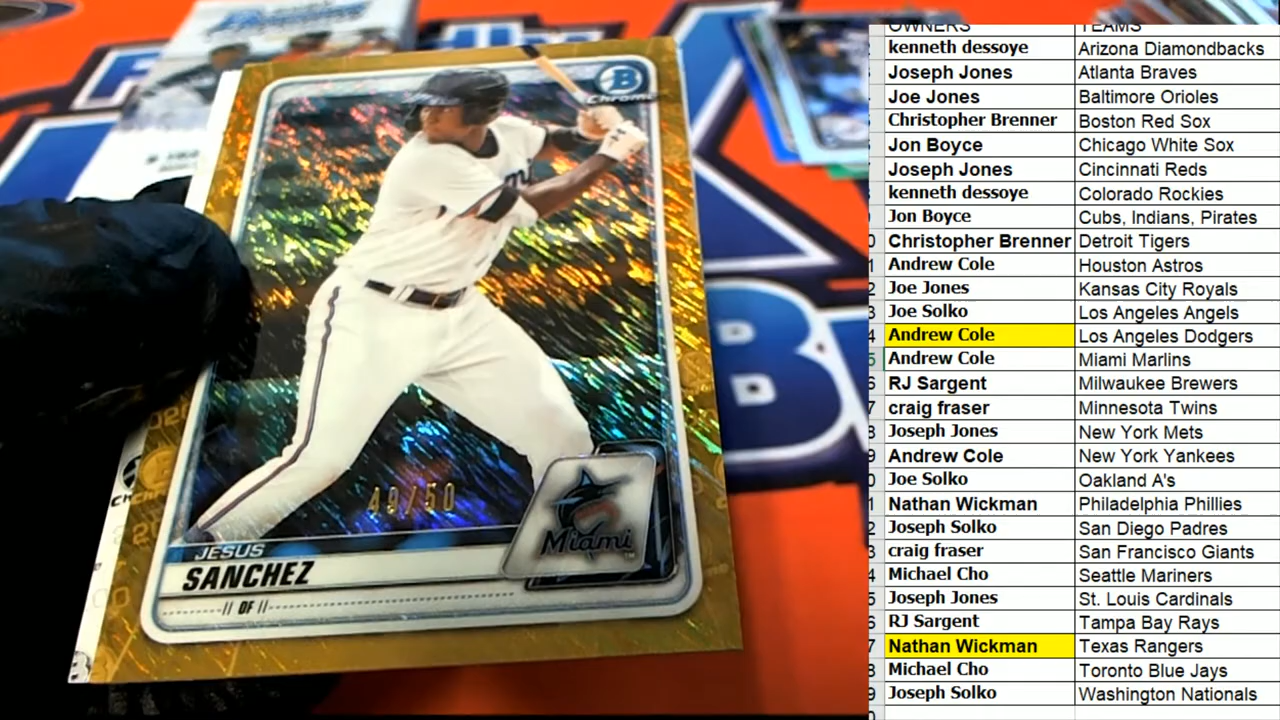 B
Chrome
49/50
Miami
JESUS
SANCHEZ
OF
OWNERS TEAMS
kenneth dessoye Arizona Diamondbacks
Joseph Jones Atlanta Braves
Joe Jones Baltimore Orioles
Christopher Brenner Boston Red Sox
Jon Boyce Chicago White Sox
Joseph Jones Cincinnati Reds
kenneth dessoye Colorado Rockies
Jon Boyce Cubs, Indians, Pirates
Christopher Brenner Detroit Tigers
Andrew Cole Houston Astros
Joe Jones Kansas City Royals
Joe Solko Los Angeles Angels
Andrew Cole Los Angeles Dodgers
Andrew Cole Miami Marlins
RJ Sargent Milwaukee Brewers
craig fraser Minnesota Twins
Joseph Jones New York Mets
Andrew Cole New York Yankees
Joe Solko Oakland A's
Nathan Wickman Philadelphia Phillies
Joseph Solko San Diego Padres
craig fraser San Francisco Giants
Michael Cho Seattle Mariners
Joseph Jones St. Louis Cardinals
RJ Sargent Tampa Bay Rays
Nathan Wickman Texas Rangers
Michael Cho Toronto Blue Jays
Joseph Solko Washington Nationals